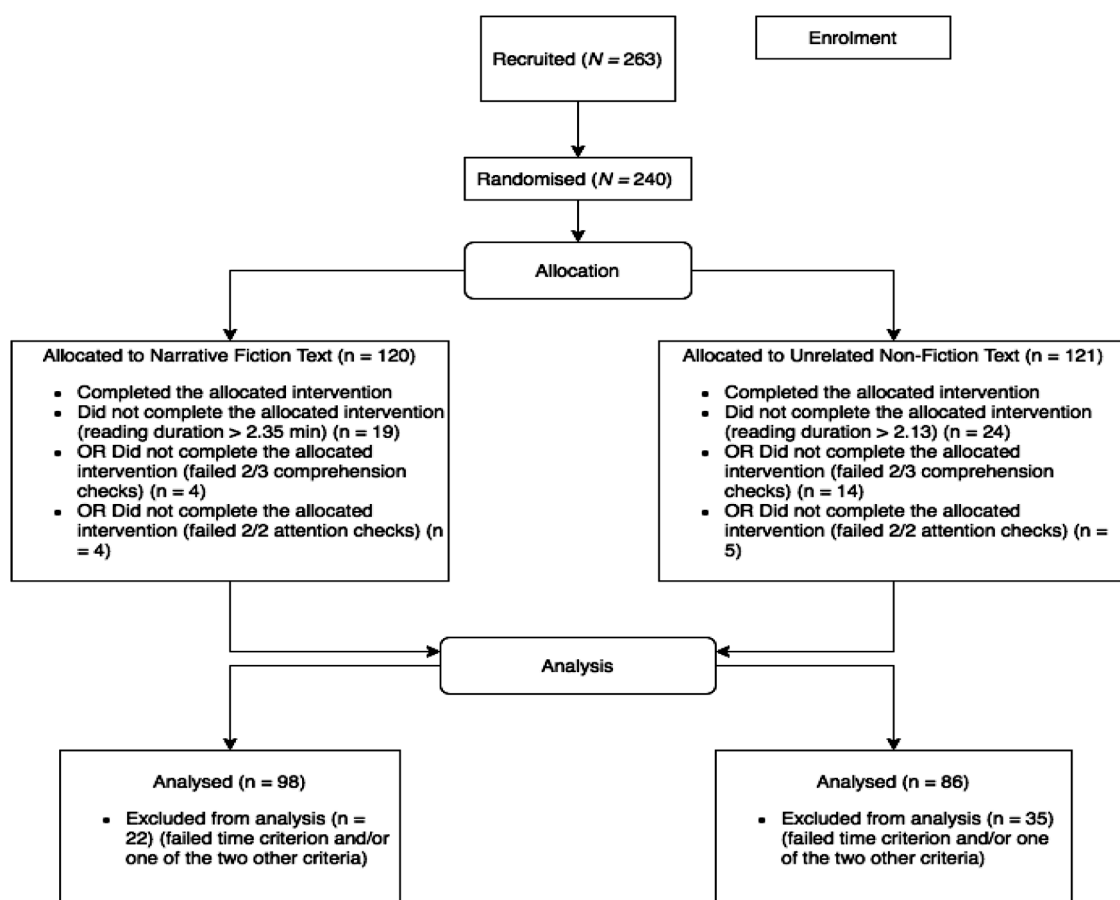 Recruited (N = 263)
Enrolment
Randomised (N = 240)
Allocation
Allocated to Narrative Fiction Text (n = 120)
▪ Completed the allocated intervention
▪ Did not complete the allocated intervention
(reading duration > 2.35 min) (n = 19)
▪ OR Did not complete the allocated
intervention (failed 2/3 comprehension
checks) (n = 4)
▪ OR Did not complete the allocated
intervention (failed 2/2 attention checks) (n
= 4)
Allocated to Unrelated Non-Fiction Text (n = 121)
▪ Completed the allocated intervention
▪ Did not complete the allocated intervention
(reading duration > 2.13) (n = 24)
▪ OR Did not complete the allocated
intervention (failed 2/3 comprehension
checks) (n = 14)
▪ OR Did not complete the allocated
intervention (failed 2/2 attention checks) (n =
5)
Analysis
Analysed (n = 98)
▪ Excluded from analysis (n =
22) (failed time criterion and/or
one of the two other criteria)
Analysed (n = 86)
▪ Excluded from analysis (n = 35)
(failed time criterion and/or one
of the two other criteria)